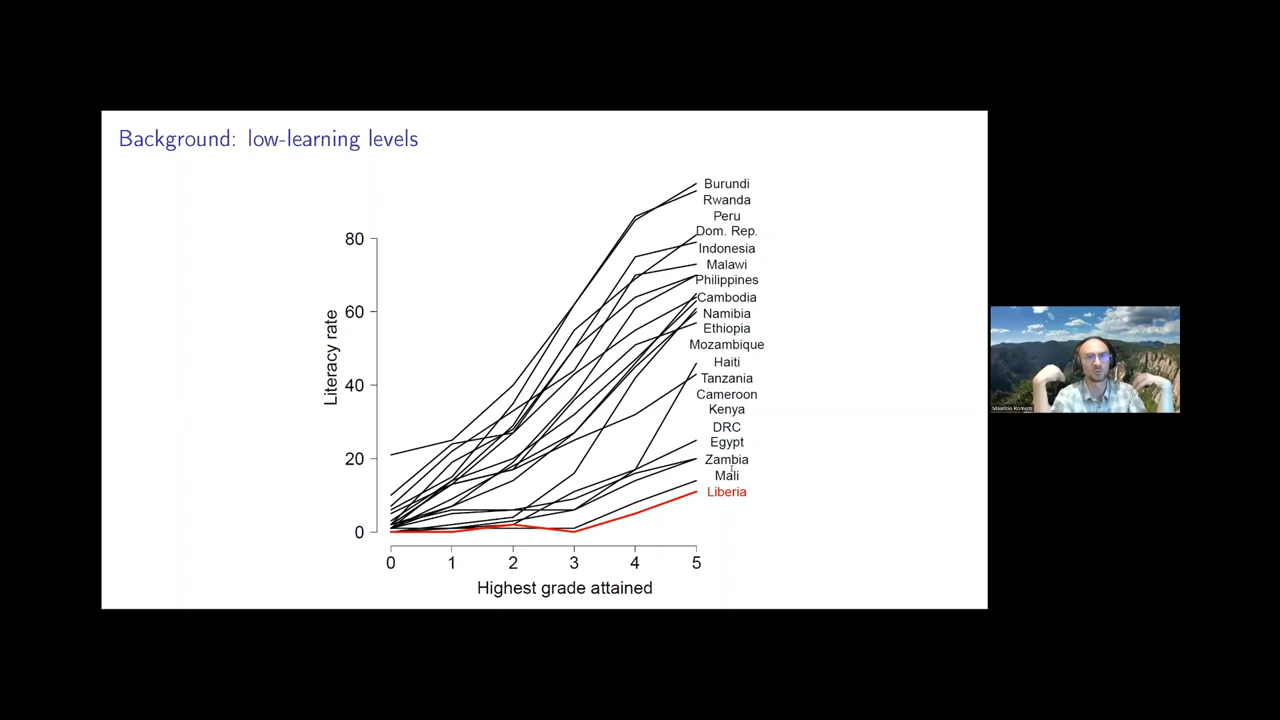 Background: low-learning levels
Burundi
Rwanda
Peru
Dom. Rep.
Indonesia
Malawi
Philippines
Cambodia
Namibia
Ethiopia
Mozambique
Haiti
Tanzania
Cameroon
Kenya
DRC
Egypt
Zambia
Mali
Liberia
80
60
40
20
0
Literacy rate
0 1 2 3 4 5
Highest grade attained
Mauricio Romero